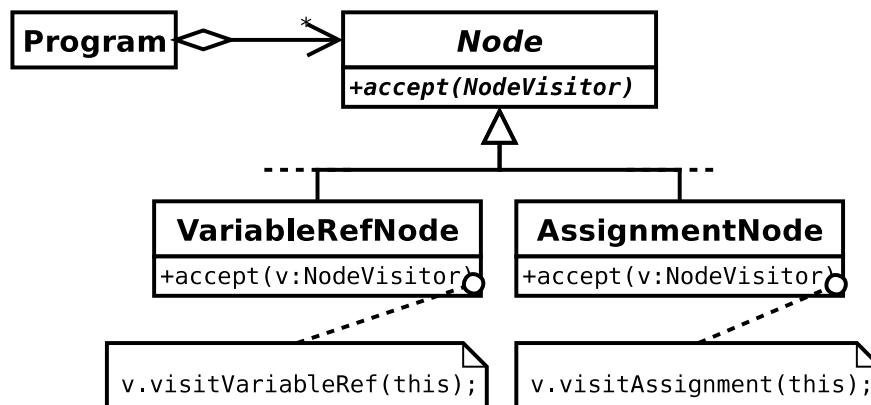 Program
*
Node
+accept(NodeVisitor)
VariableRefNode
+accept(v:NodeVisitor)
AssignmentNode
+accept(v:NodeVisitor)
v.visitVariableRef(this);
v.visitAssignment(this);